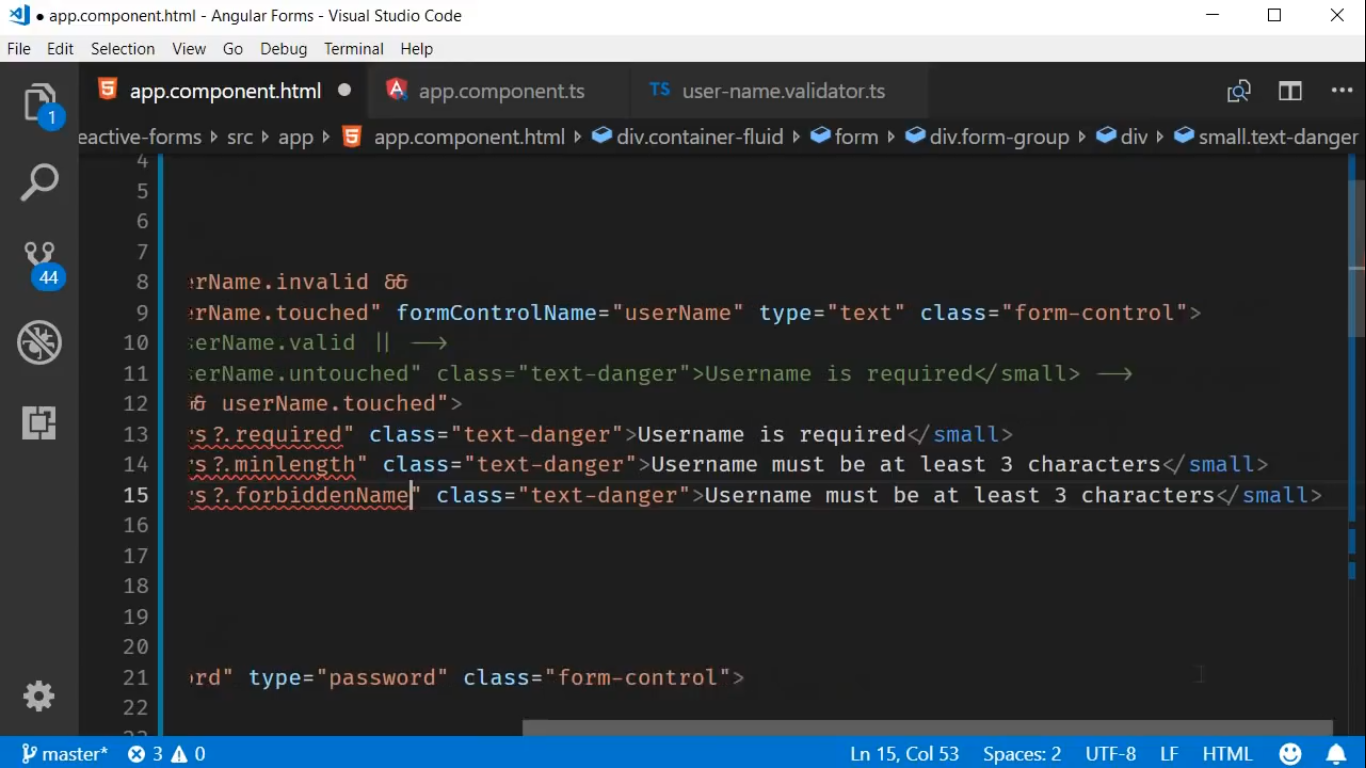 app.component.html - Angular Forms - Visual Studio Code
File Edit Selection View Go Debug Terminal Help
app.component.html app.component.ts TS user-name.validator.ts
1
eactive-forms src app app.component.html div.container-fluid form div.form-group div small.text-danger
4
5
6
7
8 erName.invalid &&
9 erName.touched" formControlName="userName" type="text" class="form-control">
10 serName.valid || -->
11 serName.untouched" class="text-danger">Username is required</small> -->
12 && userName.touched">
13 rs?.required" class="text-danger">Username is required</small>
14 rs?.minlength" class="text-danger">Username must be at least 3 characters</small>
15 rs?.forbiddenName" class="text-danger">Username must be at least 3 characters</small>
16
17
18
19
20
21 ord" type="password" class="form-control">
22
44
master* 3 0 Ln 15, Col 53 Spaces: 2 UTF-8 LF HTML